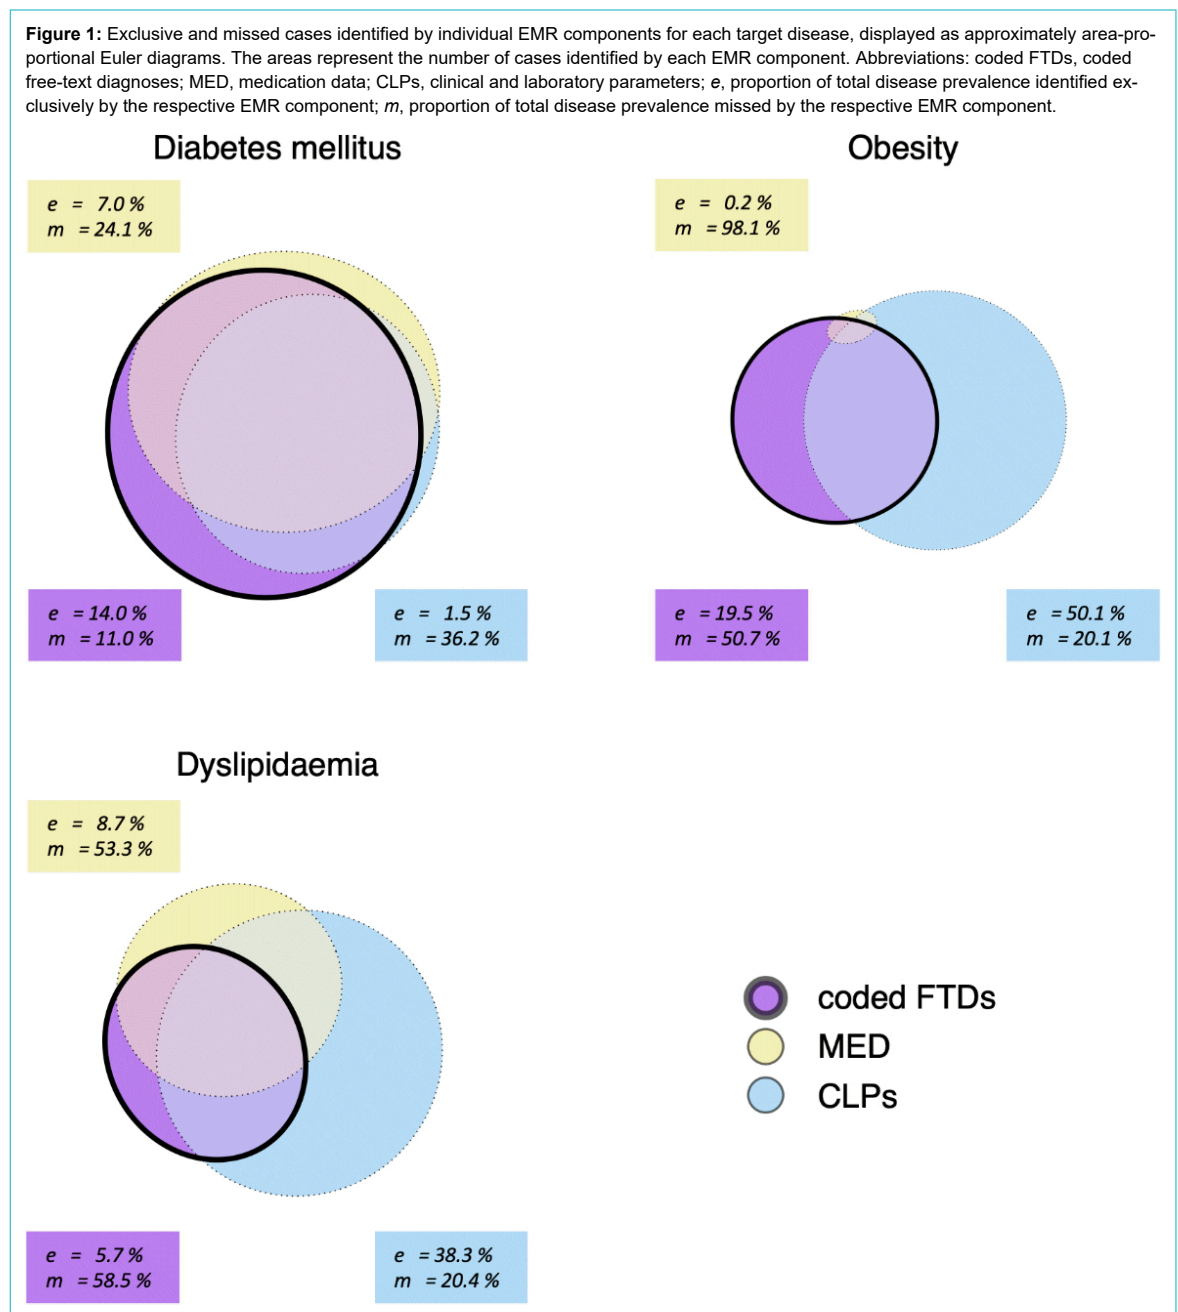 Figure 1: Exclusive and missed cases identified by individual EMR components for each target disease, displayed as approximately area-pro-
portional Euler diagrams. The areas represent the number of cases identified by each EMR component. Abbreviations: coded FTDs, coded
free-text diagnoses; MED, medication data; CLPs, clinical and laboratory parameters; e, proportion of total disease prevalence identified ex-
clusively by the respective EMR component; m, proportion of total disease prevalence missed by the respective EMR component.
Diabetes mellitus
e = 7.0 %
m = 24.1 %
e = 14.0 %
m = 11.0 %
e = 1.5 %
m = 36.2 %
Obesity
e = 0.2 %
m = 98.1 %
e = 19.5 %
m = 50.7 %
e = 50.1 %
m = 20.1 %
Dyslipidaemia
e = 8.7 %
m = 53.3 %
e = 5.7 %
m = 58.5 %
e = 38.3 %
m = 20.4 %
coded FTDs
MED
CLPs